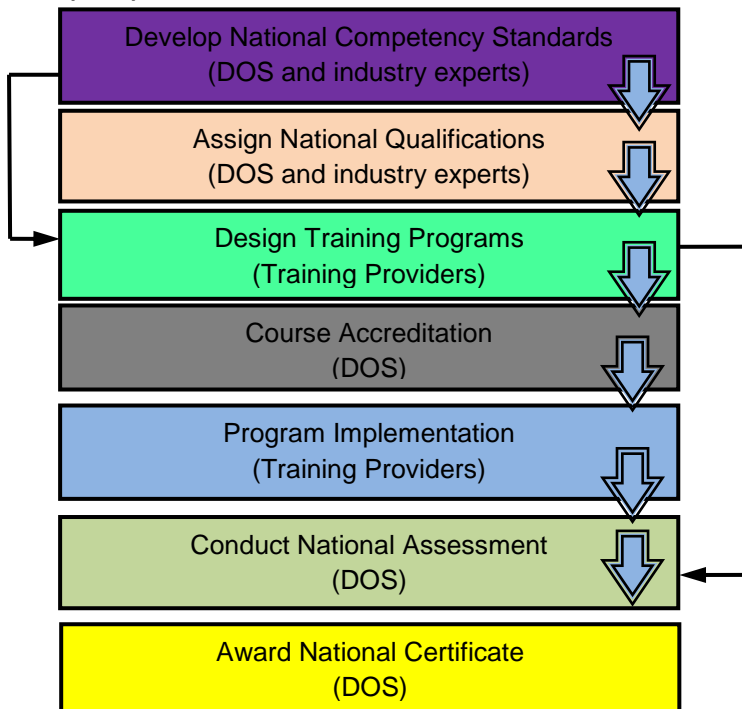 Develop National Competency Standards
(DOS and industry experts)
Assign National Qualifications
(DOS and industry experts)
Design Training Programs
(Training Providers)
Course Accreditation
(DOS)
Program Implementation
(Training Providers)
Conduct National Assessment
(DOS)
Award National Certificate
(DOS)